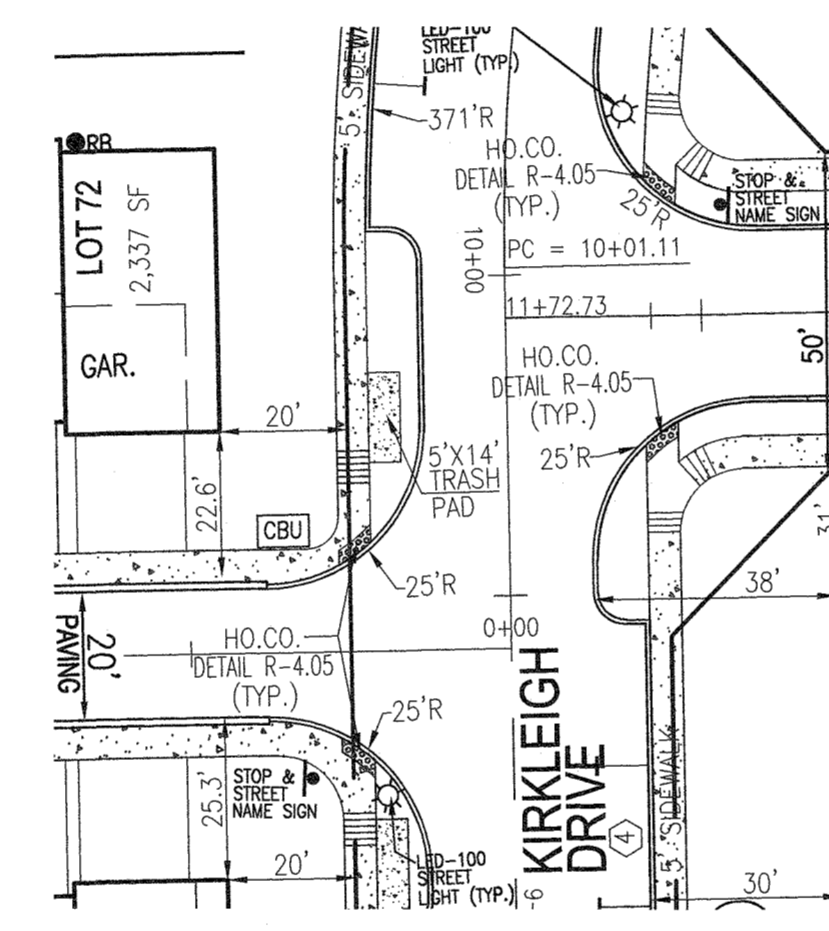 LED-100
STREET
LIGHT (TYP.)
5' SIDEWA
371'R
RB
LOT 72
2,337 SF
GAR.
HO.CO.
DETAIL R-4.05
(TYP.)
25'R
STOP &
STREET
NAME SIGN
10+00
PC = 10+01.11
11+72.73
50'
HO.CO.
DETAIL R-4.05
(TYP.)
25'R
20'
22.6'
5'X14'
TRASH
PAD
CBU
25'R
31'
38'
0+00
20'
PAVING
HO.CO.
DETAIL R-4.05
(TYP.)
25'R
KIRKLEIGH
DRIVE
4
5' SIDEWALK
STOP &
STREET
NAME SIGN
25.3'
20'
LED-100
STREET
LIGHT (TYP.)
30'